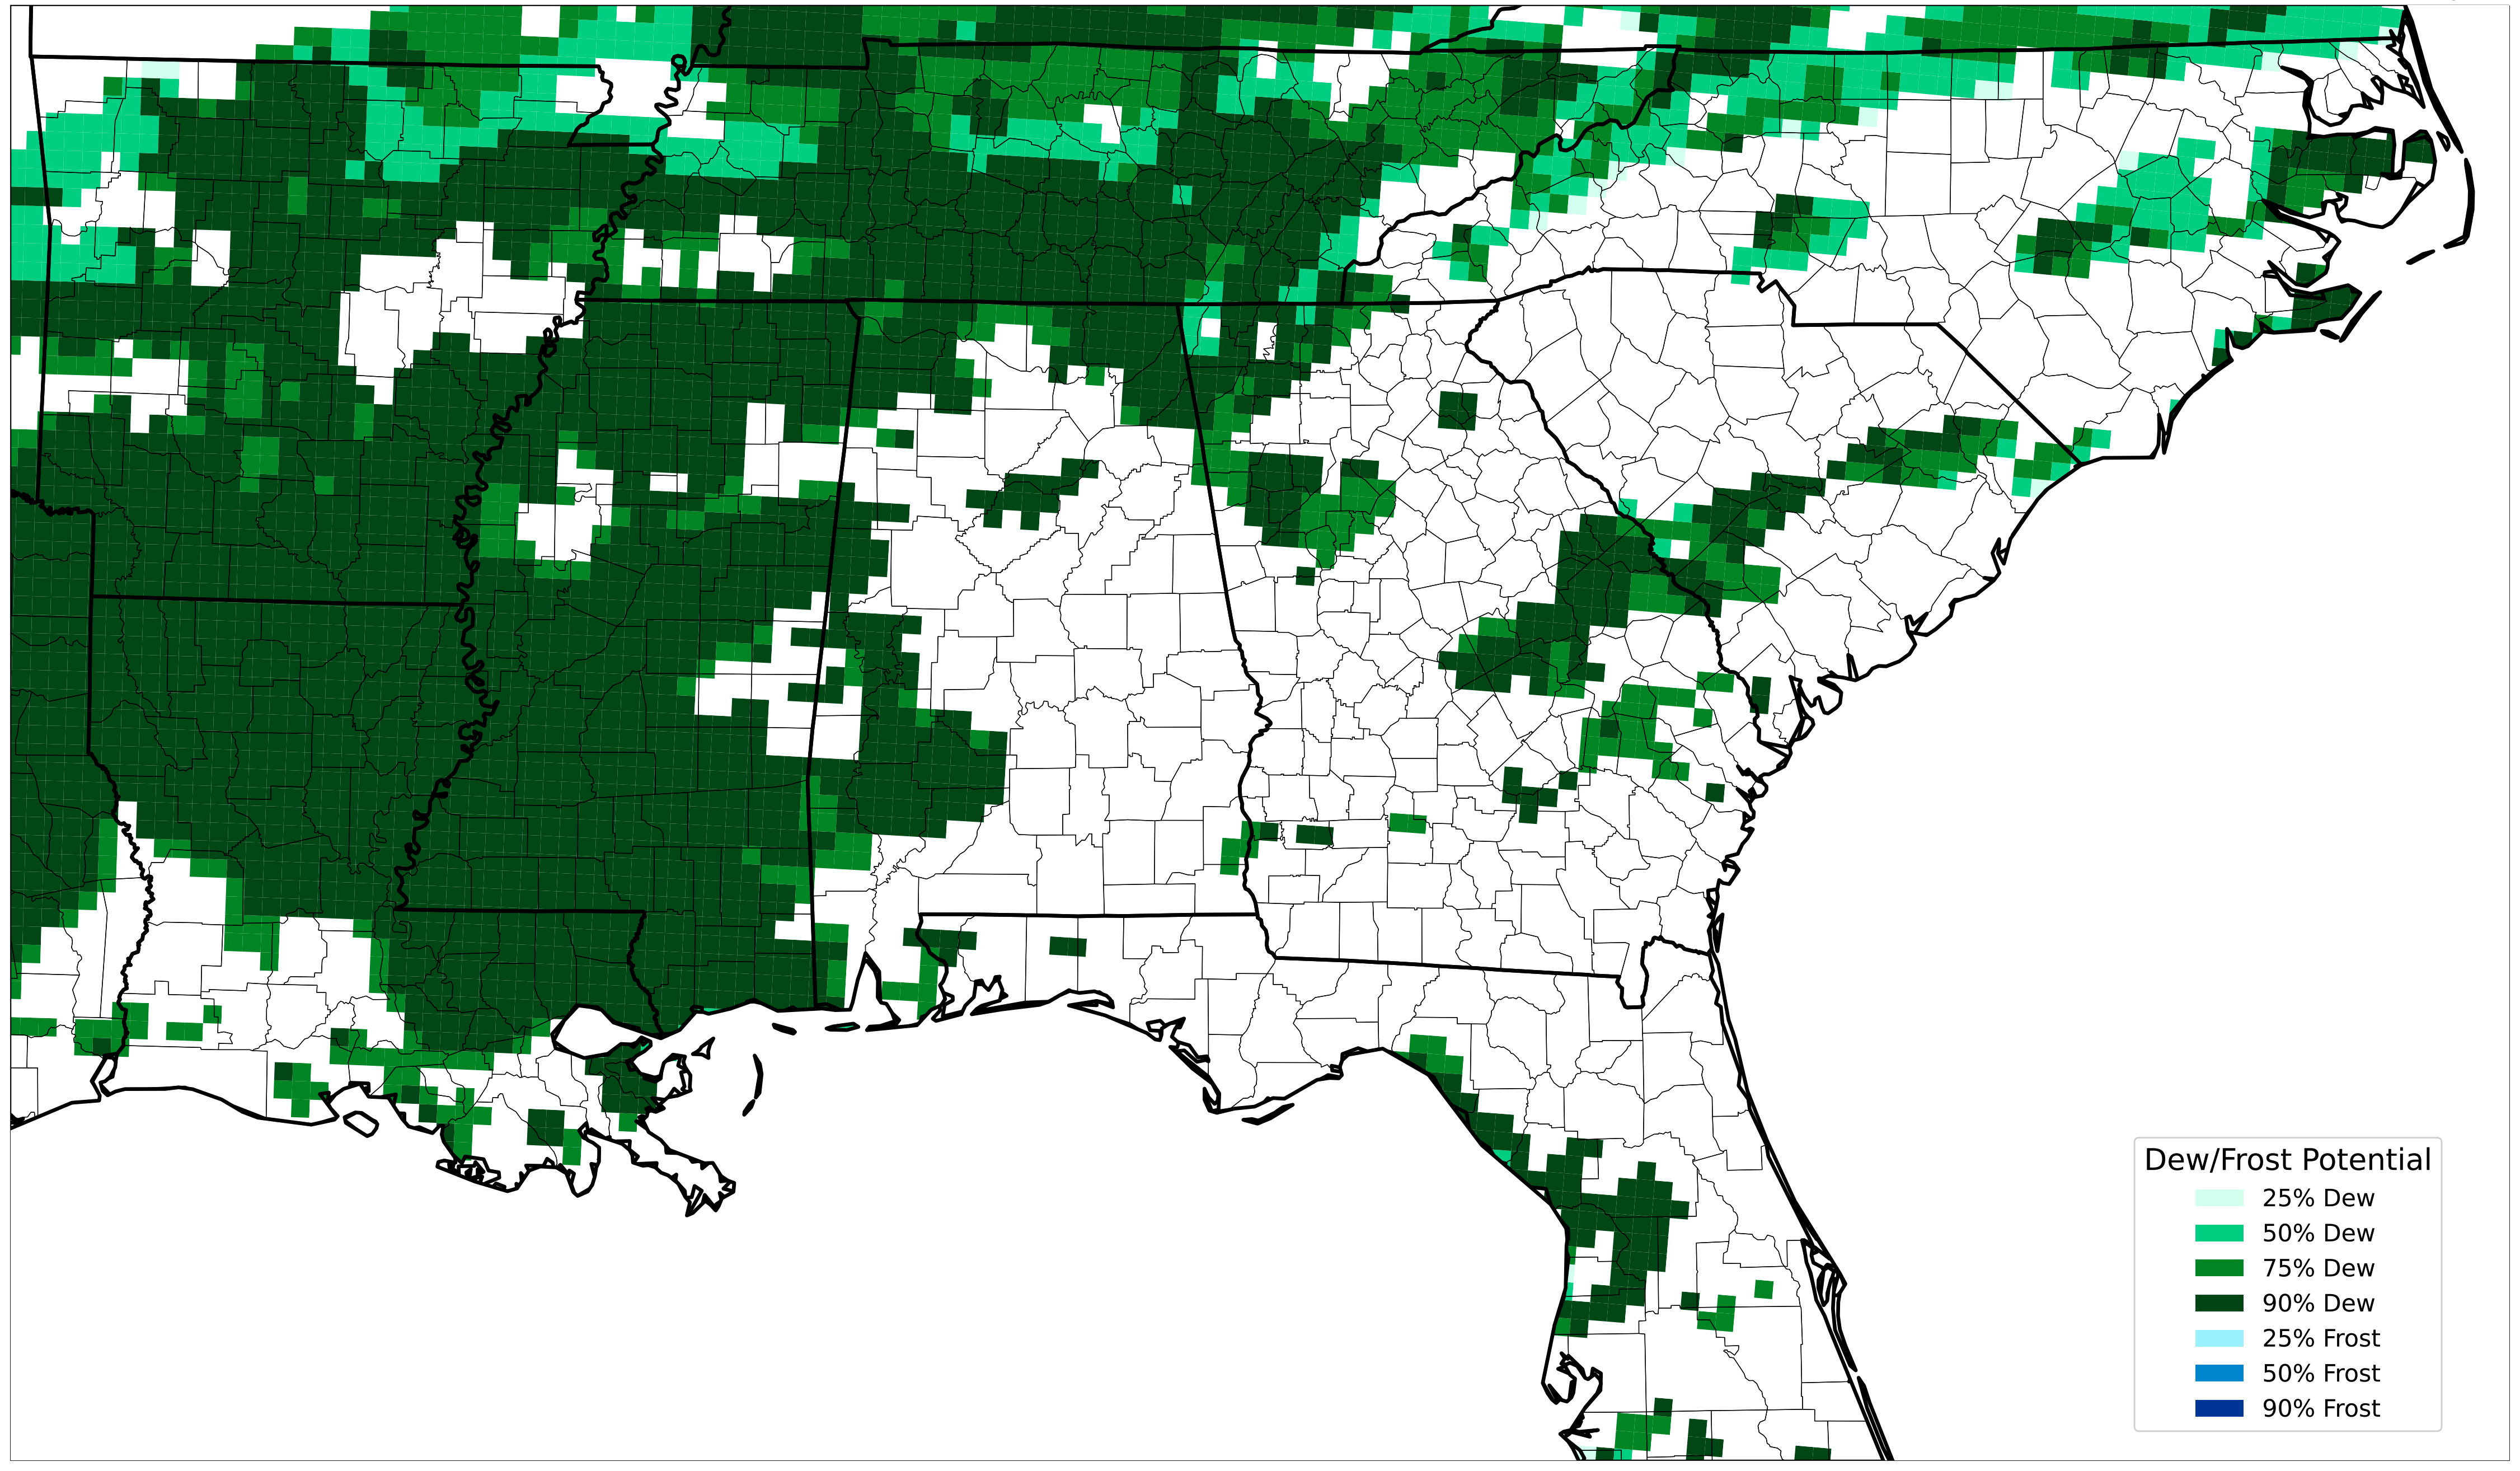 Dew/Frost Potential
25% Dew
50% Dew
75% Dew
90% Dew
25% Frost
50% Frost
90% Frost